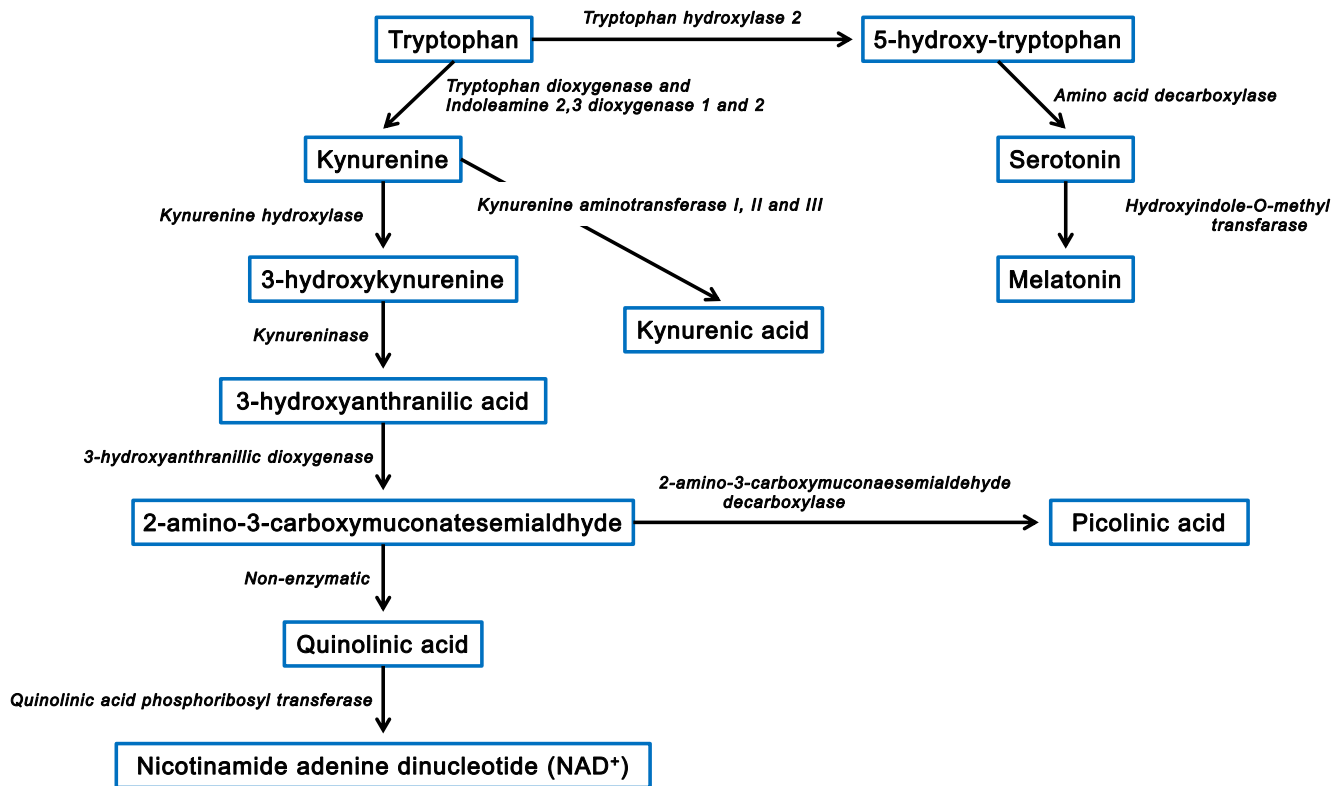 Tryptophan hydroxylase 2
Tryptophan
5-hydroxy-tryptophan
Tryptophan dioxygenase and
Indoleamine 2,3 dioxygenase 1 and 2
Amino acid decarboxylase
Kynurenine
Serotonin
Kynurenine hydroxylase
Kynurenine aminotransferase I, II and III
Hydroxyindole-O-methyl
transfarase
3-hydroxykynurenine
Melatonin
Kynureninase
Kynurenic acid
3-hydroxyanthranilic acid
3-hydroxyanthranillic dioxygenase
2-amino-3-carboxymuconaesemialdehyde
decarboxylase
2-amino-3-carboxymuconatesemialdhyde
Picolinic acid
Non-enzymatic
Quinolinic acid
Quinolinic acid phosphoribosyl transferase
Nicotinamide adenine dinucleotide (NAD⁺)